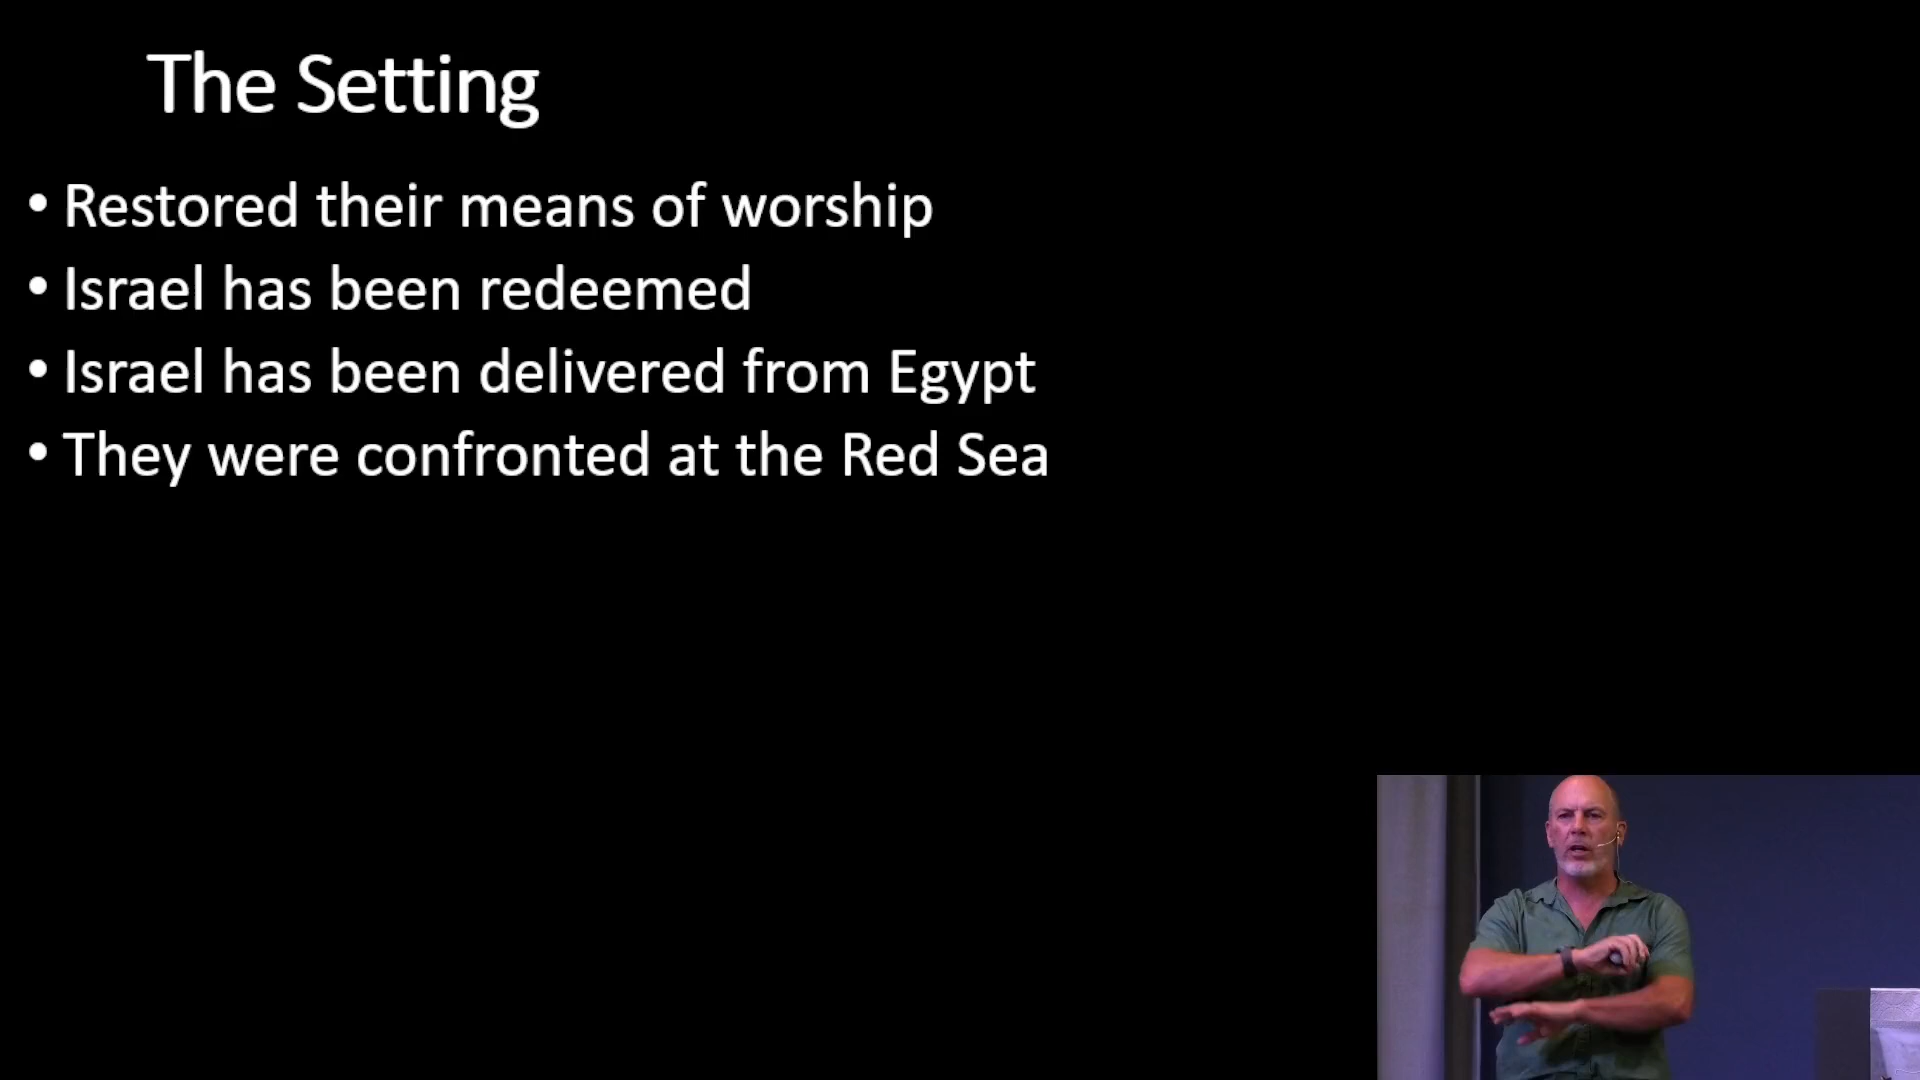 The Setting
• Restored their means of worship
• Israel has been redeemed
• Israel has been delivered from Egypt
• They were confronted at the Red Sea